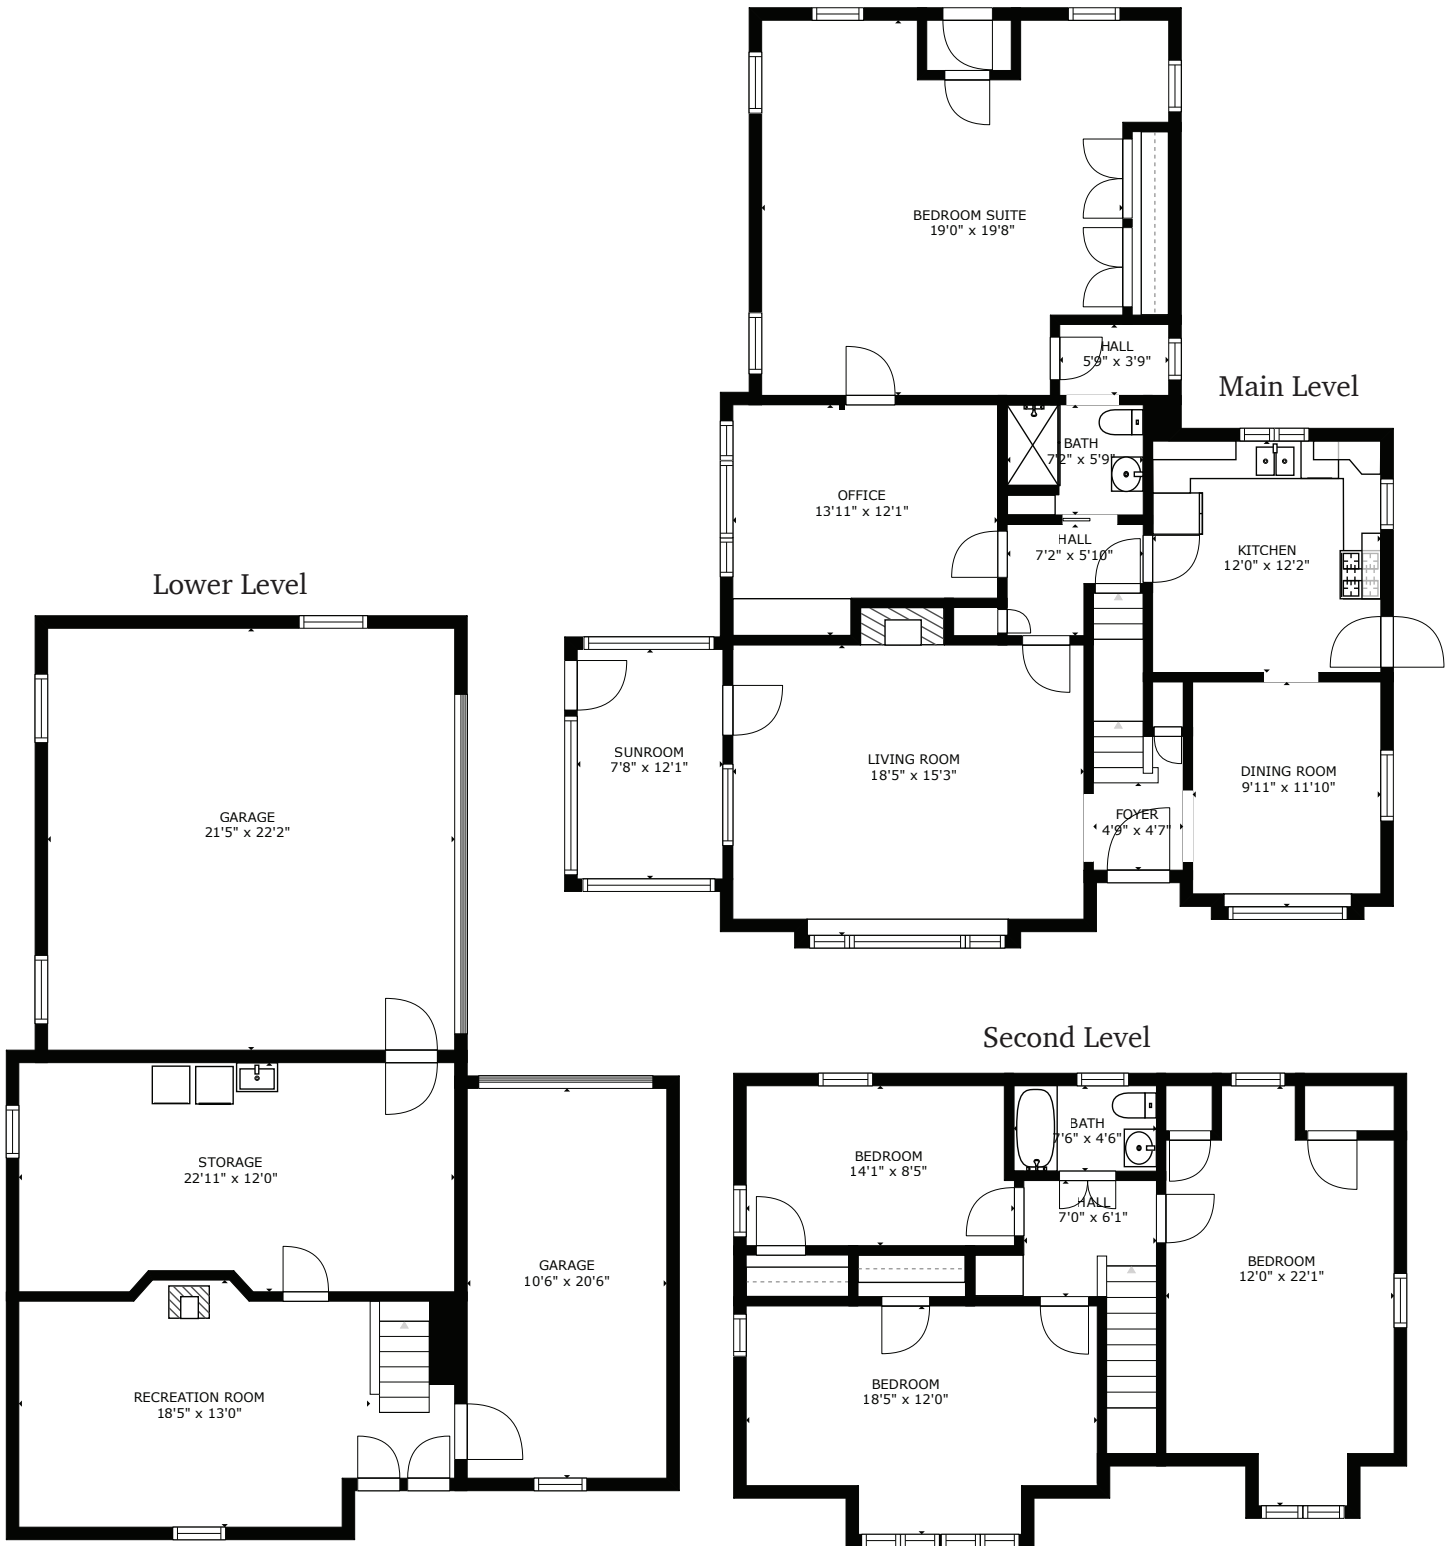 Main Level
BEDROOM SUITE
19'0" x 19'8"
HALL
5'9" x 3'9"
BATH
7'2" x 5'9"
OFFICE
13'11" x 12'1"
HALL
7'2" x 5'10"
KITCHEN
12'0" x 12'2"
SUNROOM
7'8" x 12'1"
LIVING ROOM
18'5" x 15'3"
FOYER
4'9" x 4'7"
DINING ROOM
9'11" x 11'10"
Lower Level
GARAGE
21'5" x 22'2"
STORAGE
22'11" x 12'0"
GARAGE
10'6" x 20'6"
RECREATION ROOM
18'5" x 13'0"
Second Level
BATH
7'6" x 4'6"
BEDROOM
14'1" x 8'5"
HALL
7'0" x 6'1"
BEDROOM
12'0" x 22'1"
BEDROOM
18'5" x 12'0"